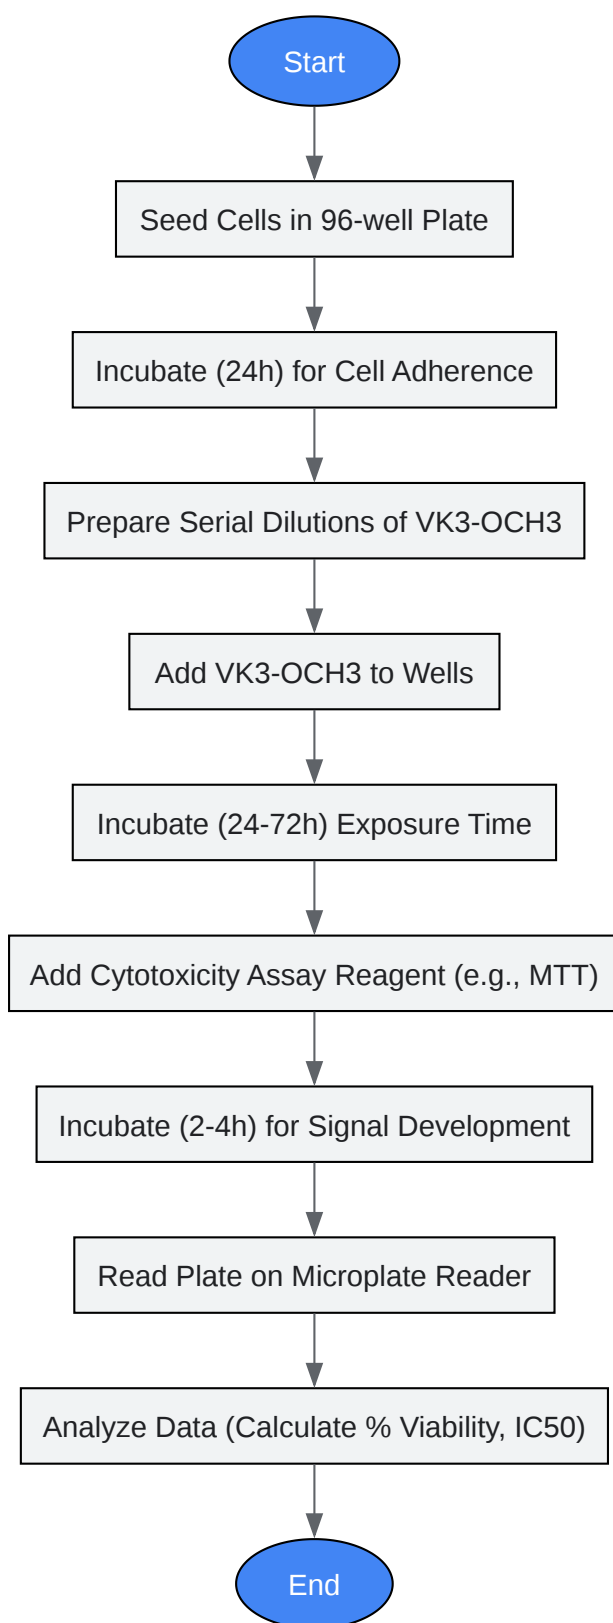 Start
Seed Cells in 96-well Plate
Incubate (24h) for Cell Adherence
Prepare Serial Dilutions of VK3-OCH3
Add VK3-OCH3 to Wells
Incubate (24-72h) Exposure Time
Add Cytotoxicity Assay Reagent (e.g., MTT)
Incubate (2-4h) for Signal Development
Read Plate on Microplate Reader
Analyze Data (Calculate % Viability, IC50)
End